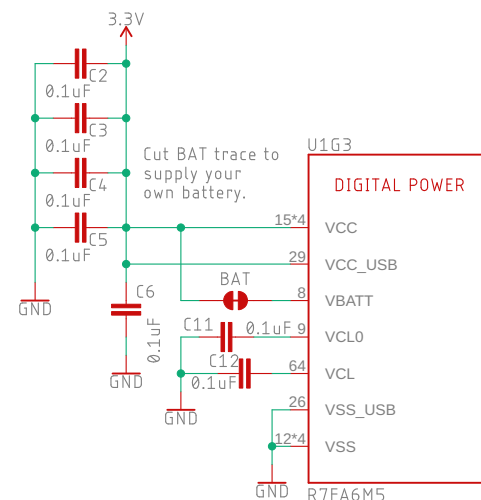 3.3V
C2
0.1uF
C3
0.1uF
C4
0.1uF
C5
0.1uF
GND
C6
0.1uF
GND
Cut BAT trace to
supply your
own battery.
BAT
C11
0.1uF
C12
0.1uF
GND
U1G3
DIGITAL POWER
15*4 VCC
29 VCC_USB
8 VBATT
9 VCL0
64 VCL
26 VSS_USB
12*4 VSS
GND
R7FA6M5